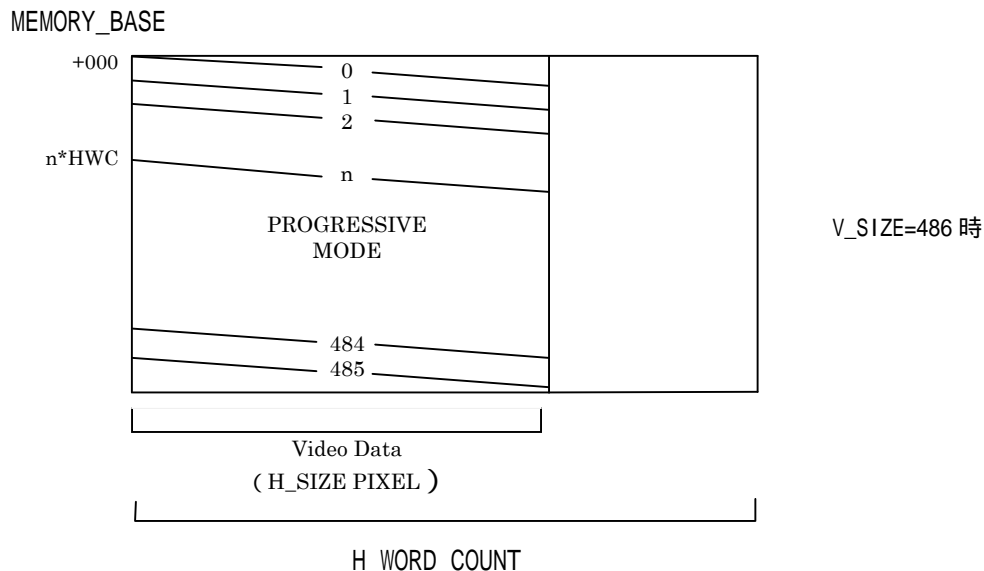 MEMORY_BASE
+000
0
1
2
n*HWC
n
PROGRESSIVE
MODE
V_SIZE=486 時
484
485
Video Data
( H_SIZE PIXEL )
H WORD COUNT